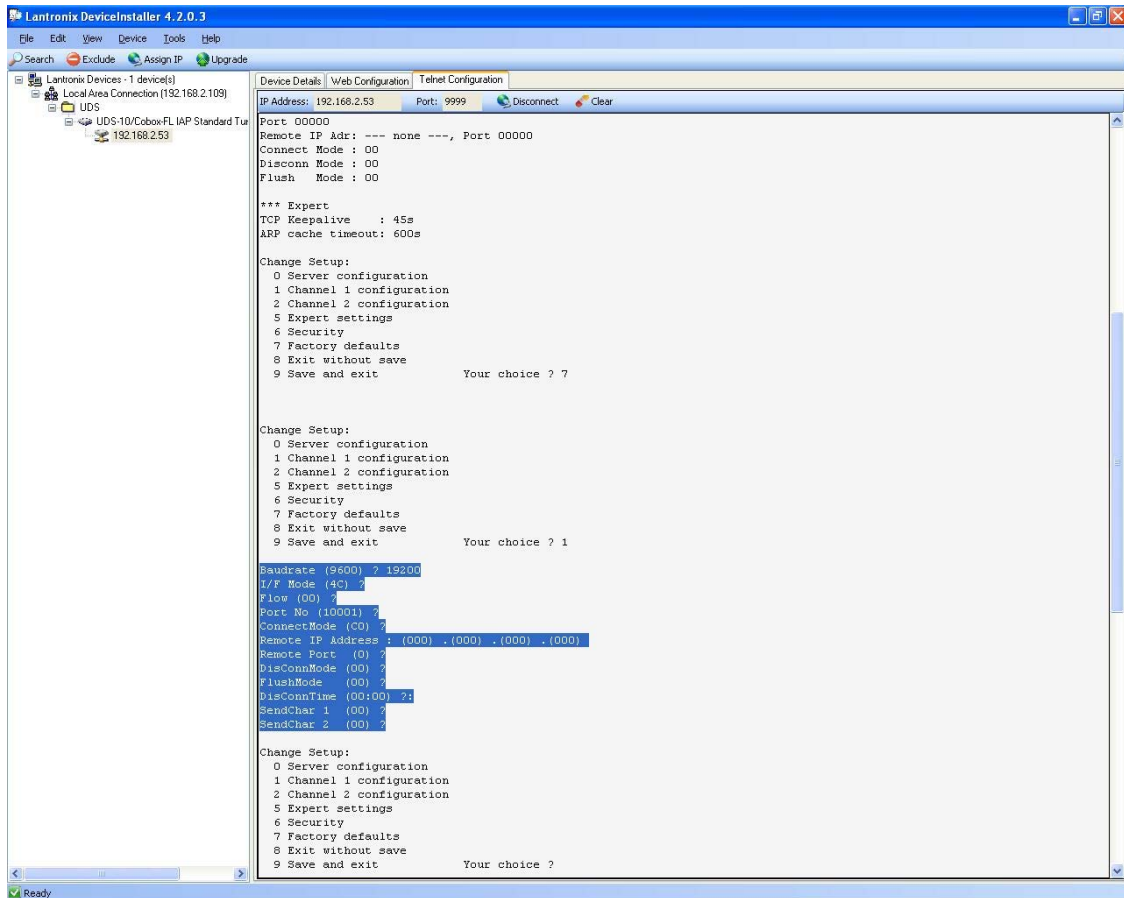 Lantronix DeviceInstaller 4.2.0.3
File Edit View Device Tools Help
Search Exclude Assign IP Upgrade
Lantronix Devices - 1 device(s)
Local Area Connection (192.168.2.109)
UDS
UDS-10/Cobox-FL IAP Standard Tur
192.168.2.53
Device Details Web Configuration Telnet Configuration
IP Address: 192.168.2.53 Port: 9999 Disconnect Clear
Port 00000
Remote IP Adr: --- none ---, Port 00000
Connect Mode : 00
Disconn Mode : 00
Flush   Mode : 00
*** Expert
TCP Keepalive    : 45s
ARP cache timeout: 600s
Change Setup:
0 Server configuration
1 Channel 1 configuration
2 Channel 2 configuration
5 Expert settings
6 Security
7 Factory defaults
8 Exit without save
9 Save and exit            Your choice ? 7
Change Setup:
0 Server configuration
1 Channel 1 configuration
2 Channel 2 configuration
5 Expert settings
6 Security
7 Factory defaults
8 Exit without save
9 Save and exit            Your choice ? 1
Baudrate (9600) ? 19200
I/F Mode (4C) ?
Flow (00) ?
Port No (10001) ?
ConnectMode (C0) ?
Remote IP Address : (000) .(000) .(000) .(000)
Remote Port  (0) ?
DisConnMode (00) ?
FlushMode   (00) ?
DisConnTime (00:00) ?:
SendChar 1  (00) ?
SendChar 2  (00) ?
Change Setup:
0 Server configuration
1 Channel 1 configuration
2 Channel 2 configuration
5 Expert settings
6 Security
7 Factory defaults
8 Exit without save
9 Save and exit            Your choice ?
Ready